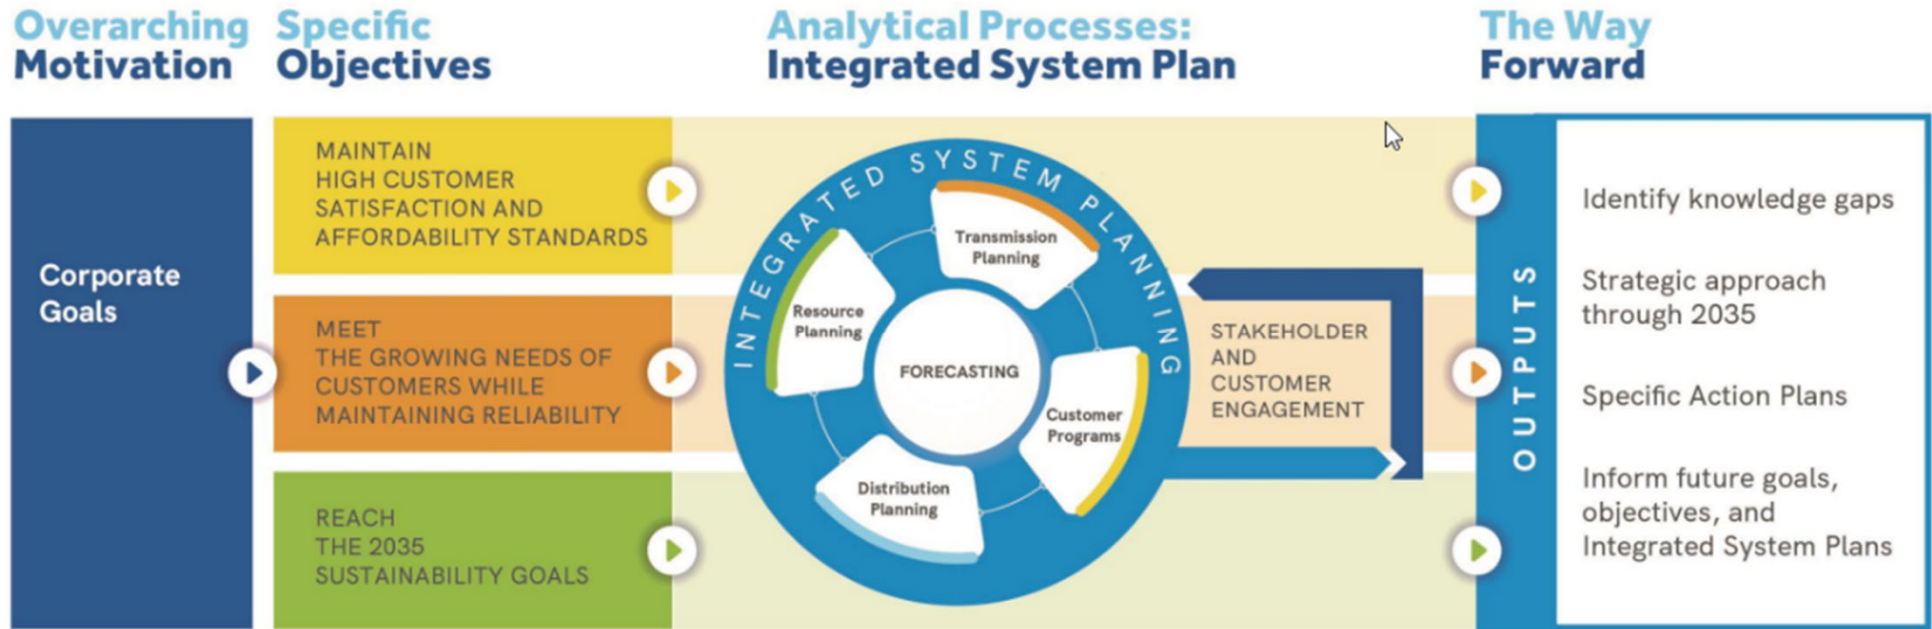 Overarching
Motivation
Specific
Objectives
Analytical Processes:
Integrated System Plan
The Way
Forward
Corporate
Goals
MAINTAIN
HIGH CUSTOMER
SATISFACTION AND
AFFORDABILITY STANDARDS
MEET
THE GROWING NEEDS OF
CUSTOMERS WHILE
MAINTAINING RELIABILITY
REACH
THE 2035
SUSTAINABILITY GOALS
INTEGRATED SYSTEM PLANNING
Transmission
Planning
Resource
Planning
FORECASTING
Customer
Programs
Distribution
Planning
STAKEHOLDER
AND
CUSTOMER
ENGAGEMENT
OUTPUTS
Identify knowledge gaps
Strategic approach
through 2035
Specific Action Plans
Inform future goals,
objectives, and
Integrated System Plans